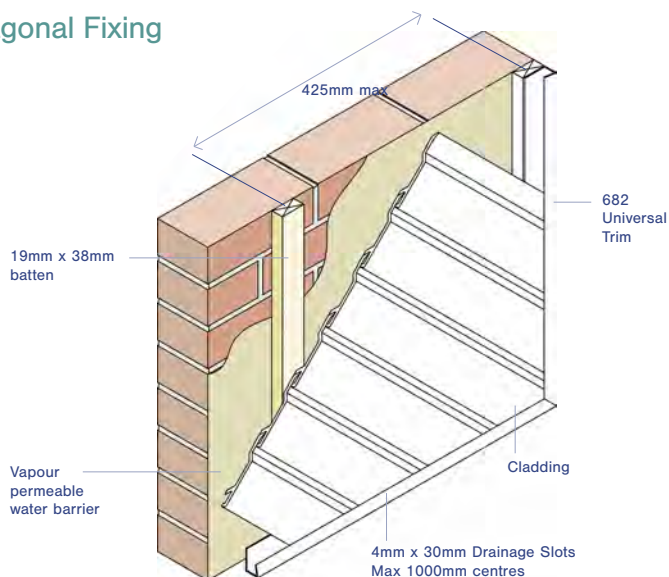 gonal Fixing
425mm max
682
Universal
Trim
19mm x 38mm
batten
Vapour
permeable
water barrier
Cladding
4mm x 30mm Drainage Slots
Max 1000mm centres